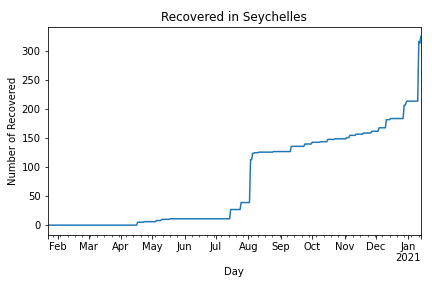 Recovered in Seychelles
Number of Recovered
300
250
200
150
100
50
0
Feb Mar Apr May Jun Jul Aug Sep Oct Nov Dec Jan
2021
Day